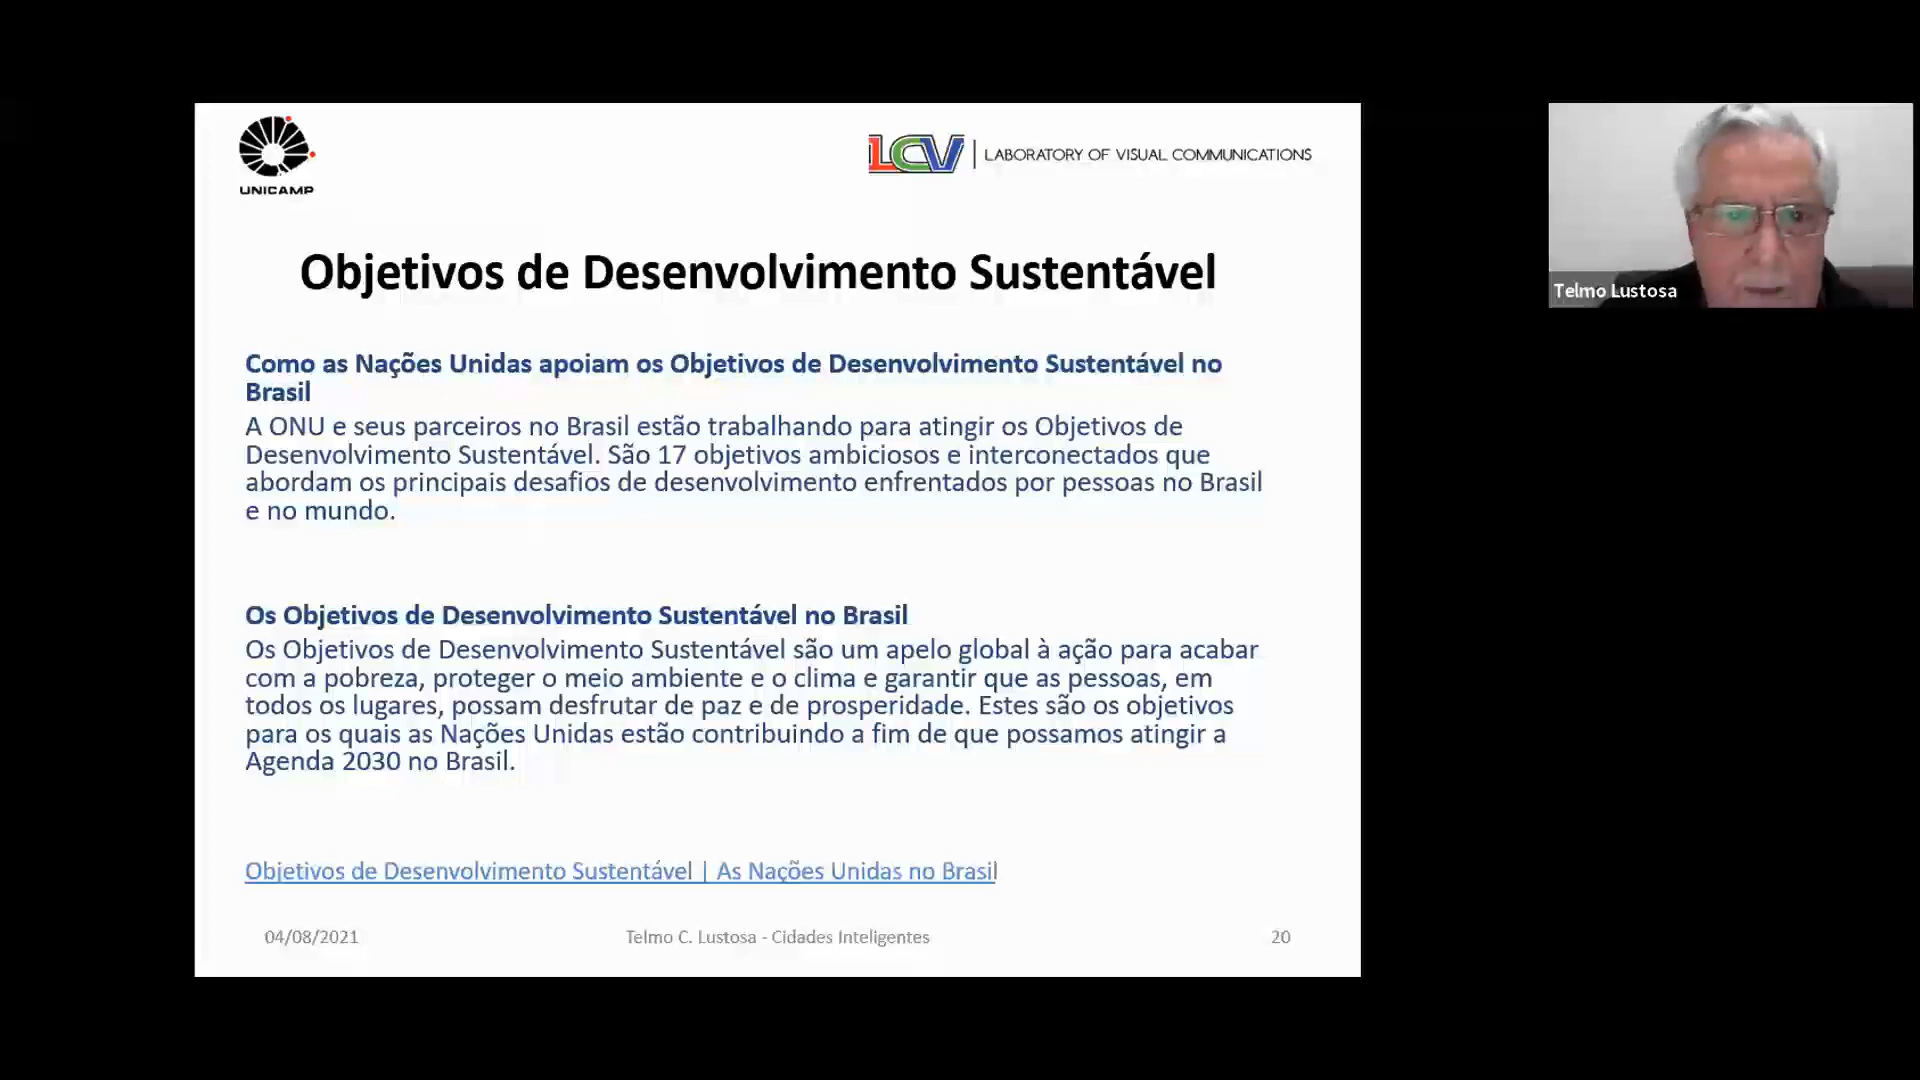 UNICAMP
LCV | LABORATORY OF VISUAL COMMUNICATIONS
Telmo Lustosa
Objetivos de Desenvolvimento Sustentável
Como as Nações Unidas apoiam os Objetivos de Desenvolvimento Sustentável no
Brasil
A ONU e seus parceiros no Brasil estão trabalhando para atingir os Objetivos de
Desenvolvimento Sustentável. São 17 objetivos ambiciosos e interconectados que
abordam os principais desafios de desenvolvimento enfrentados por pessoas no Brasil
e no mundo.
Os Objetivos de Desenvolvimento Sustentável no Brasil
Os Objetivos de Desenvolvimento Sustentável são um apelo global à ação para acabar
com a pobreza, proteger o meio ambiente e o clima e garantir que as pessoas, em
todos os lugares, possam desfrutar de paz e de prosperidade. Estes são os objetivos
para os quais as Nações Unidas estão contribuindo a fim de que possamos atingir a
Agenda 2030 no Brasil.
Objetivos de Desenvolvimento Sustentável | As Nações Unidas no Brasil
04/08/2021 Telmo C. Lustosa - Cidades Inteligentes 20